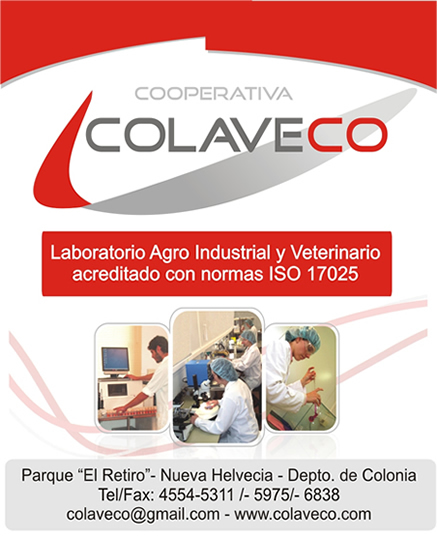 COOPERATIVA
COLAVECO
Laboratorio Agro Industrial y Veterinario
acreditado con normas ISO 17025
Parque “El Retiro”- Nueva Helvecia - Depto. de Colonia
Tel/Fax: 4554-5311 /- 5975/- 6838
colaveco@gmail.com - www.colaveco.com